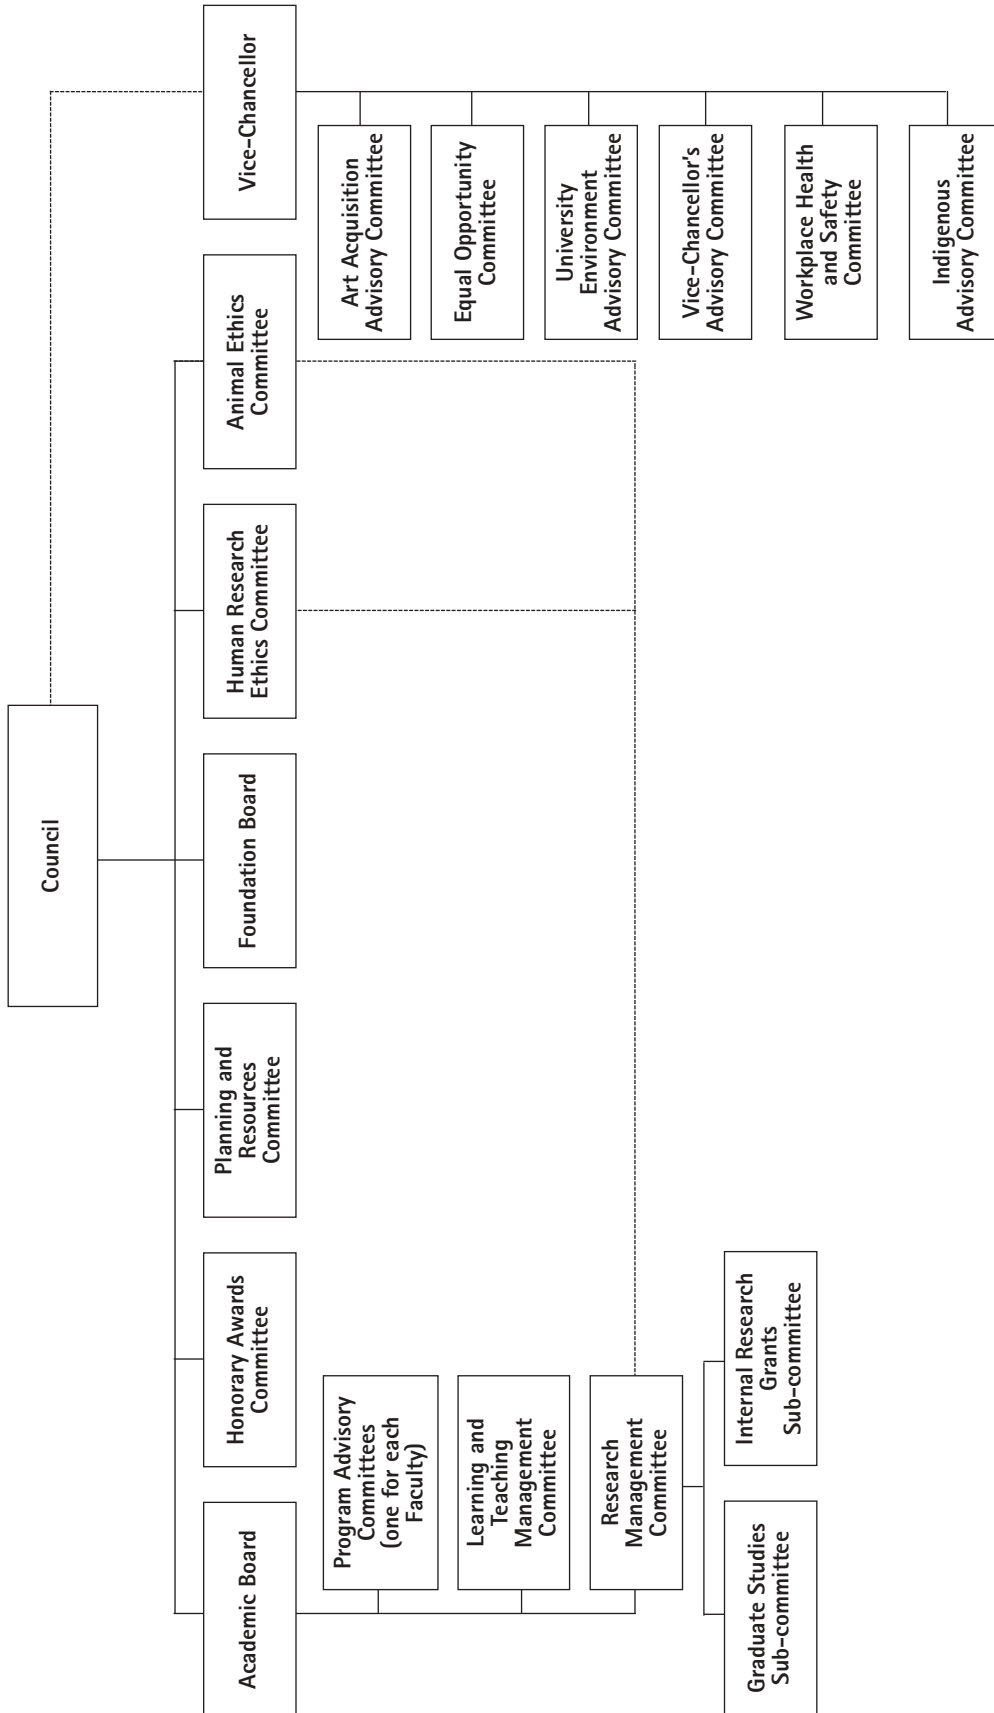 Council
Academic Board
Honorary Awards
Committee
Planning and
Resources
Committee
Foundation Board
Human Research
Ethics Committee
Animal Ethics
Committee
Vice-Chancellor
Program Advisory
Committees
(one for each
Faculty)
Learning and
Teaching
Management
Committee
Research
Management
Committee
Graduate Studies
Sub-committee
Internal Research
Grants
Sub-committee
Art Acquisition
Advisory Committee
Equal Opportunity
Committee
University
Environment
Advisory Committee
Vice-Chancellor's
Advisory Committee
Workplace Health
and Safety
Committee
Indigenous
Advisory Committee